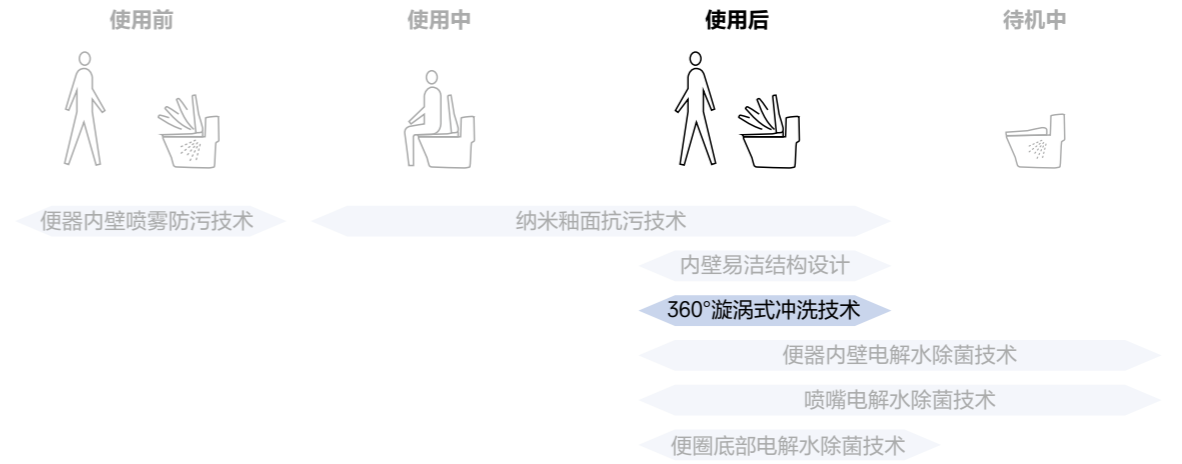 使用前
使用中
使用后
待机中
便器内壁喷雾防污技术
纳米釉面抗污技术
内壁易洁结构设计
360°漩涡式冲洗技术
便器内壁电解水除菌技术
喷嘴电解水除菌技术
便圈底部电解水除菌技术